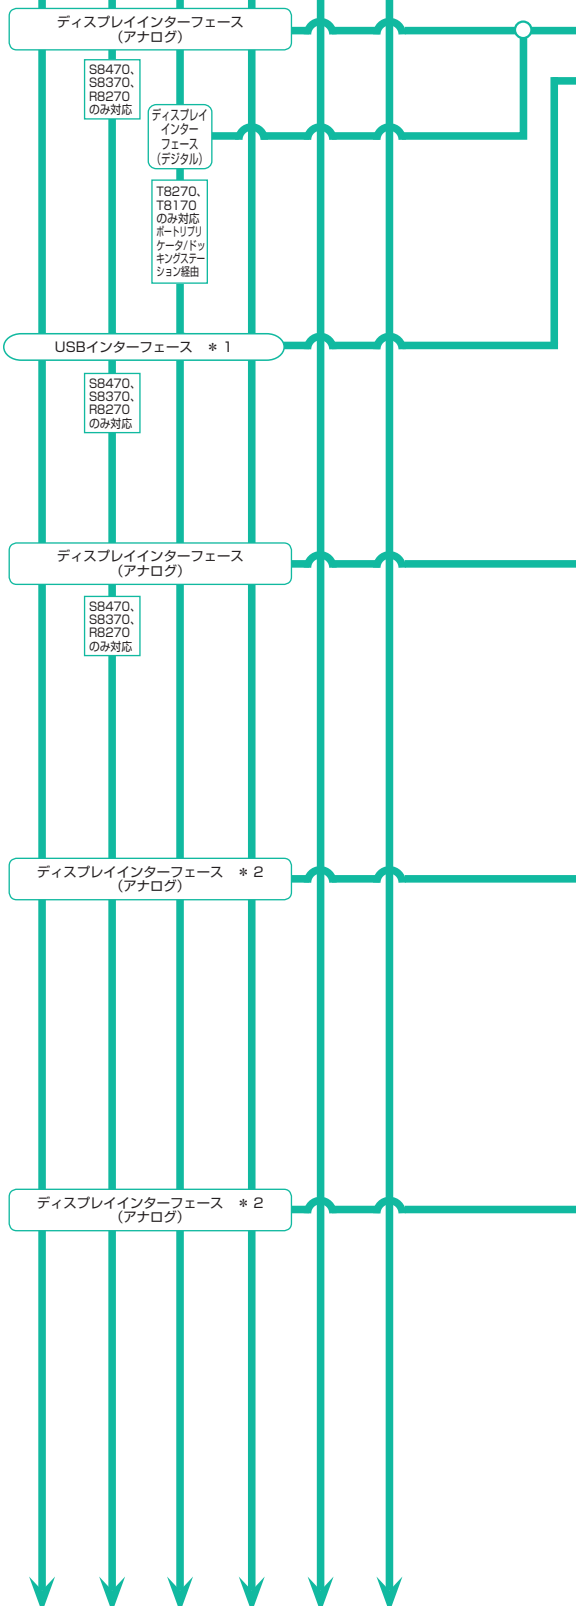 ディスプレイインターフェース
(アナログ)
S8470、
S8370、
R8270
のみ対応
ディスプレイ
インター
フェース
(デジタル)
T8270、
T8170
のみ対応
ポートリプリ
ケータ/ドッ
キングステー
ション経由
USBインターフェース ＊1
S8470、
S8370、
R8270
のみ対応
ディスプレイインターフェース
(アナログ)
S8470、
S8370、
R8270
のみ対応
ディスプレイインターフェース ＊2
(アナログ)
ディスプレイインターフェース ＊2
(アナログ)